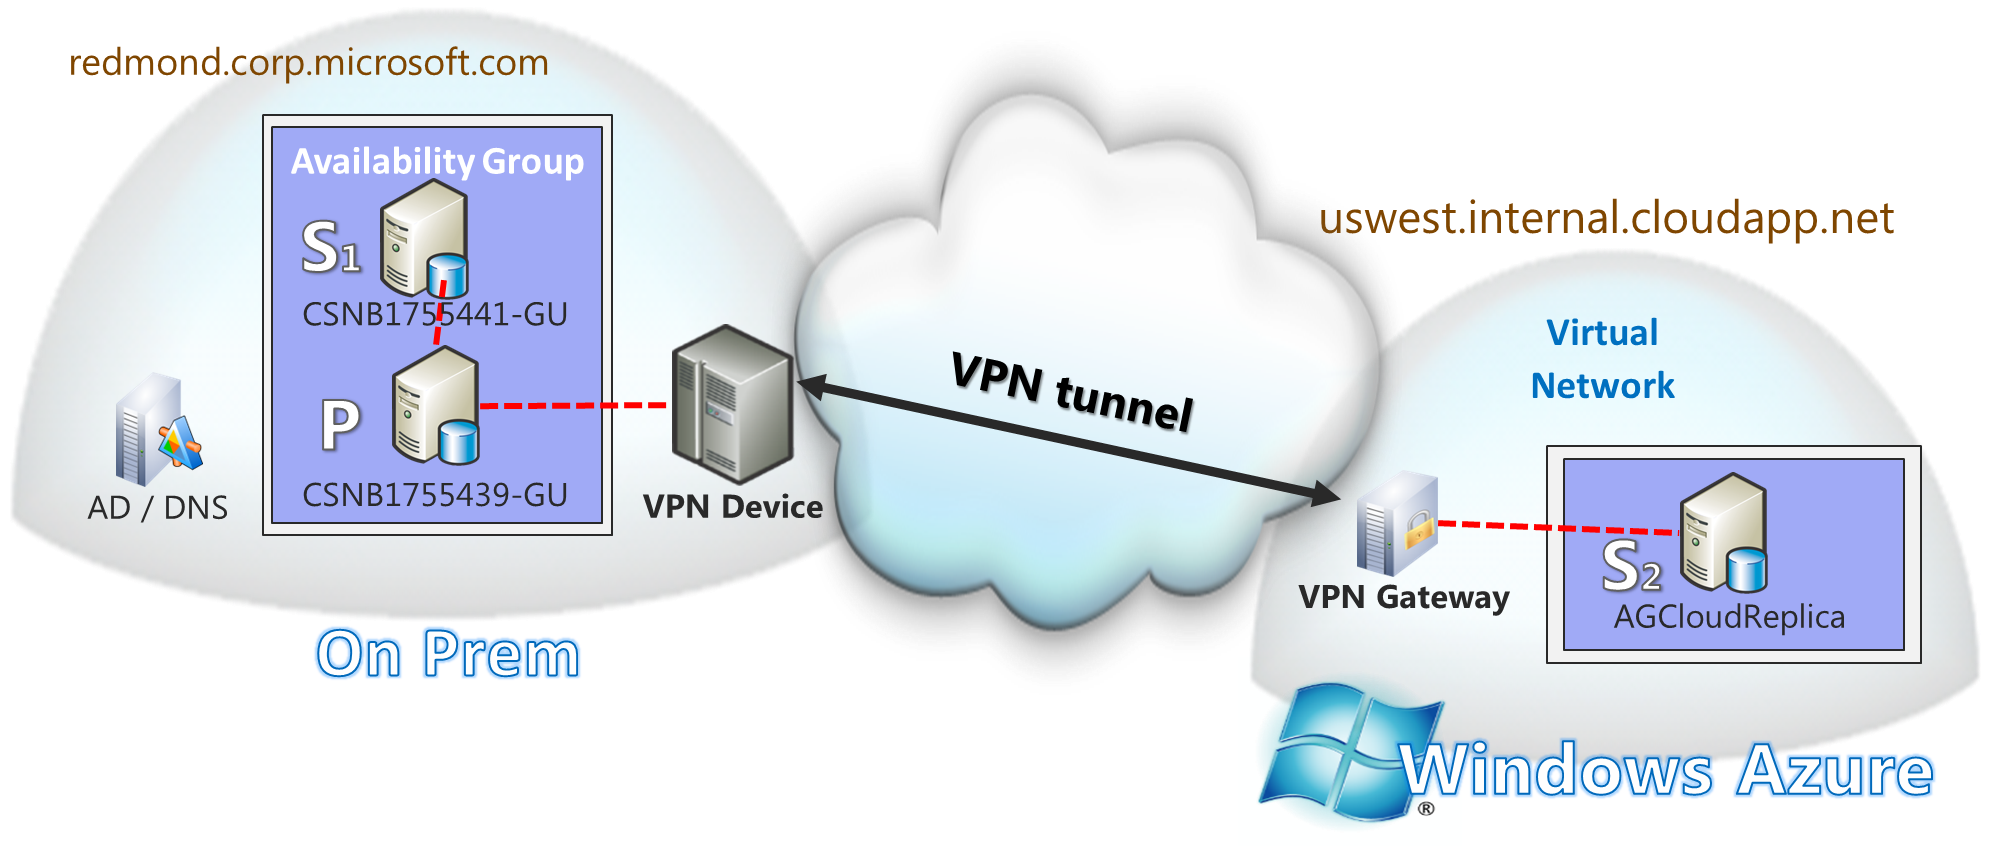 redmond.corp.microsoft.com
Availability Group
S1
CSNB1755441-GU
P
CSNB1755439-GU
AD / DNS
VPN Device
On Prem
VPN tunnel
uswest.internal.cloudapp.net
Virtual
Network
VPN Gateway
S2
AGCloudReplica
Windows Azure
®